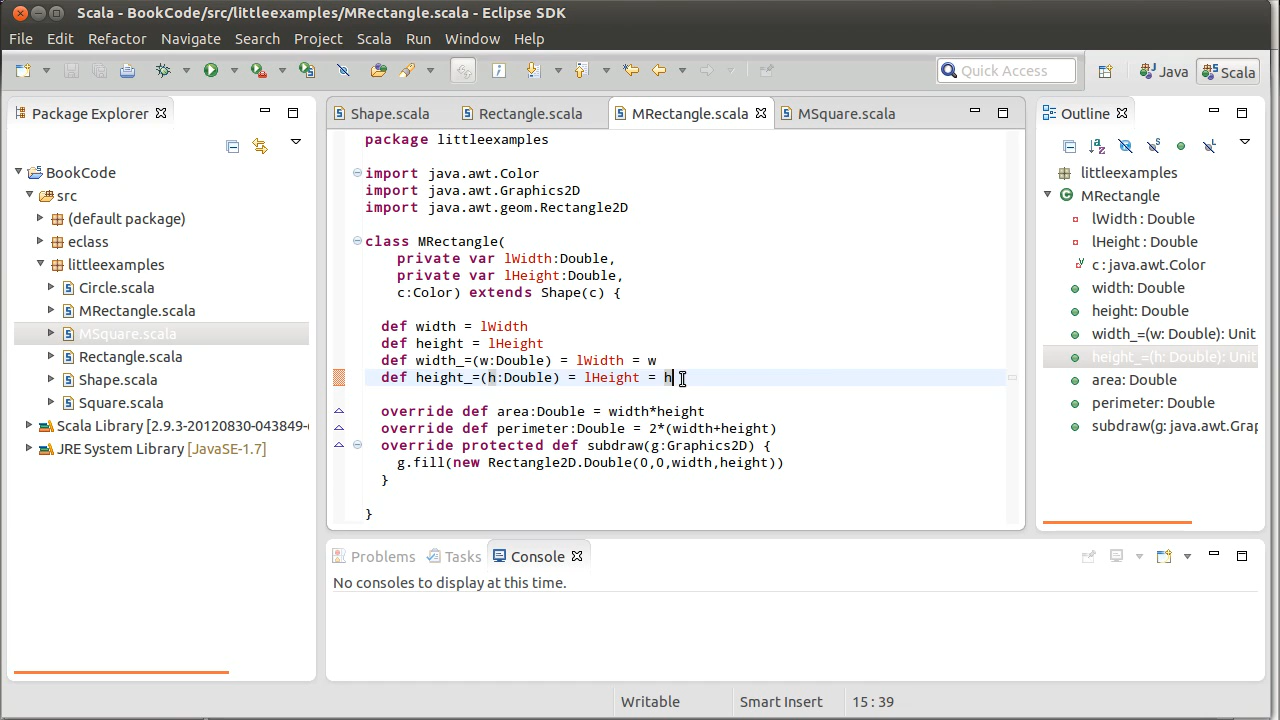 Scala - BookCode/src/littleexamples/MRectangle.scala - Eclipse SDK
File Edit Refactor Navigate Search Project Scala Run Window Help
Quick Access Java Scala
Package Explorer
BookCode
src
(default package)
eclass
littleexamples
Circle.scala
MRectangle.scala
MSquare.scala
Rectangle.scala
Shape.scala
Square.scala
Scala Library [2.9.3-20120830-043849-
JRE System Library [JavaSE-1.7]
Shape.scala Rectangle.scala MRectangle.scala MSquare.scala
package littleexamples
import java.awt.Color
import java.awt.Graphics2D
import java.awt.geom.Rectangle2D
class MRectangle(
private var lWidth:Double,
private var lHeight:Double,
c:Color) extends Shape(c) {
def width = lWidth
def height = lHeight
def width_=(w:Double) = lWidth = w
def height_=(h:Double) = lHeight = h
override def area:Double = width*height
override def perimeter:Double = 2*(width+height)
override protected def subdraw(g:Graphics2D) {
g.fill(new Rectangle2D.Double(0,0,width,height))
}
}
Outline
littleexamples
MRectangle
lWidth : Double
lHeight : Double
c : java.awt.Color
width: Double
height: Double
width_=(w: Double): Unit
height_=(h: Double): Unit
area: Double
perimeter: Double
subdraw(g: java.awt.Grap
Problems Tasks Console
No consoles to display at this time.
Writable Smart Insert 15 : 39